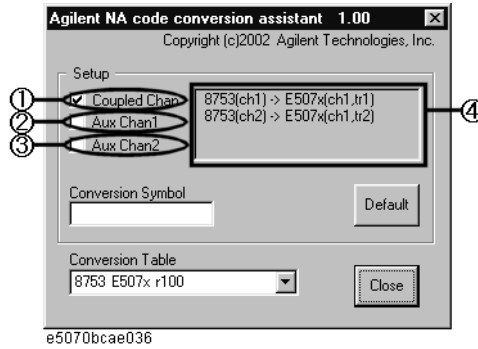 Agilent NA code conversion assistant 1.00
Copyright (c)2002 Agilent Technologies, Inc.
Setup
① Coupled Chan
② Aux Chan1
③ Aux Chan2
8753(ch1) -> E507x(ch1,tr1)
8753(ch2) -> E507x(ch1,tr2)
④
Conversion Symbol
Default
Conversion Table
8753 E507x r100
Close
e5070bcae036